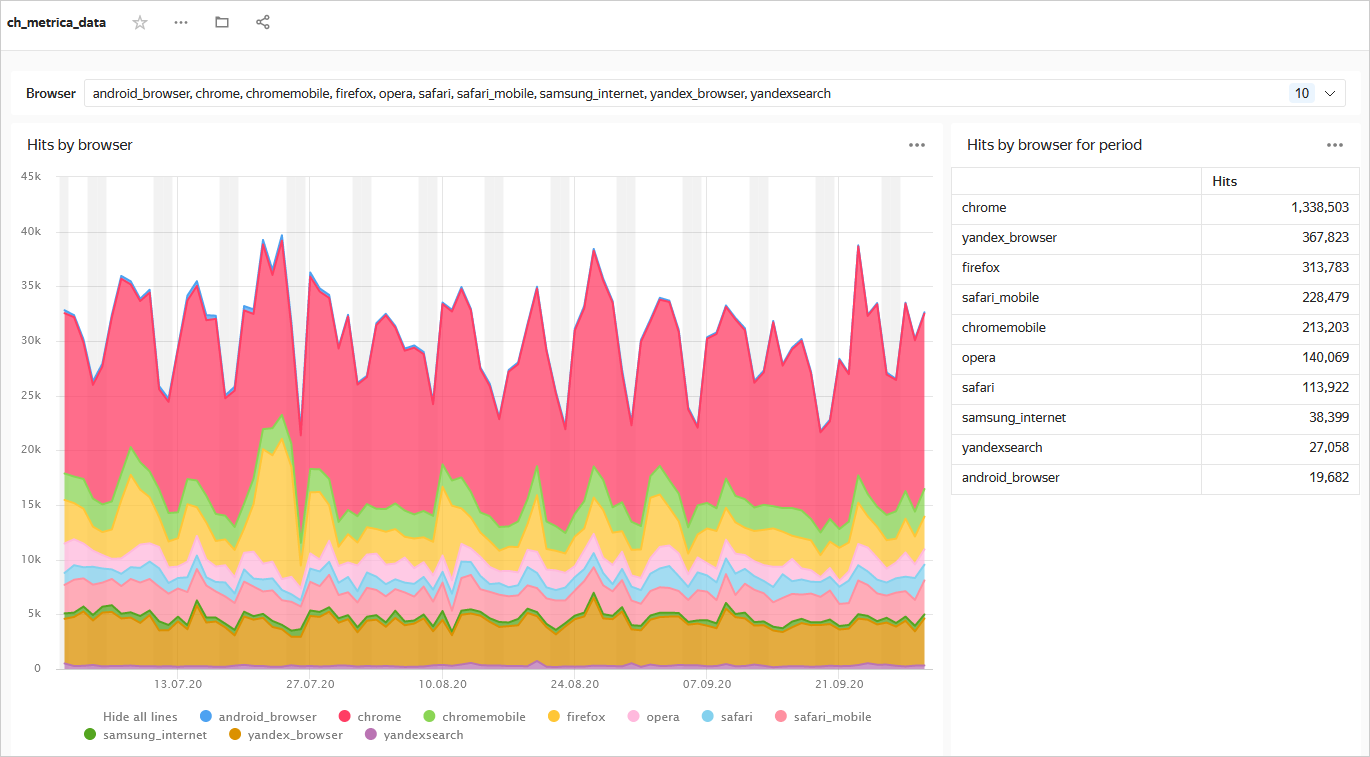 ch_metrica_data
Browser android_browser, chrome, chromemobile, firefox, opera, safari, safari_mobile, samsung_internet, yandex_browser, yandexsearch 10
Hits by browser
45k
40k
35k
30k
25k
20k
15k
10k
5k
0
13.07.20 27.07.20 10.08.20 24.08.20 07.09.20 21.09.20
Hide all lines android_browser chrome chromemobile firefox opera safari safari_mobile
samsung_internet yandex_browser yandexsearch
Hits by browser for period
Hits
chrome 1,338,503
yandex_browser 367,823
firefox 313,783
safari_mobile 228,479
chromemobile 213,203
opera 140,069
safari 113,922
samsung_internet 38,399
yandexsearch 27,058
android_browser 19,682